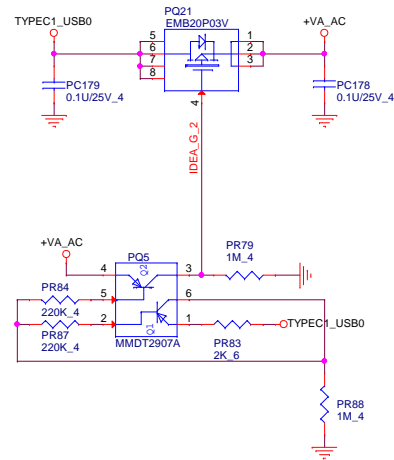 TYPEC1_USB0
PQ21
EMB20P03V
+VA_AC
5
6
7
8
1
2
3
4
PC179
0.1U/25V_4
PC178
0.1U/25V_4
IDEA_G_2
+VA_AC
PQ5
4
Q2
3
PR79
1M_4
PR84
220K_4
5
6
2
Q1
1
TYPEC1_USB0
PR87
220K_4
MMDT2907A
PR83
2K_6
PR88
1M_4